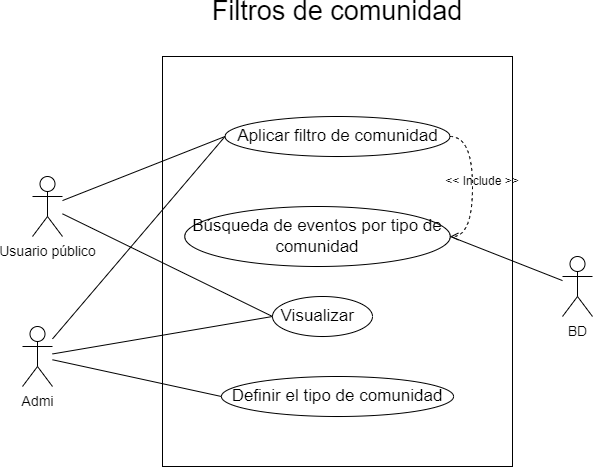 Filtros de comunidad
Aplicar filtro de comunidad
<< Include >>
Búsqueda de eventos por tipo de
comunidad
Usuario público
Visualizar
BD
Admi
Definir el tipo de comunidad